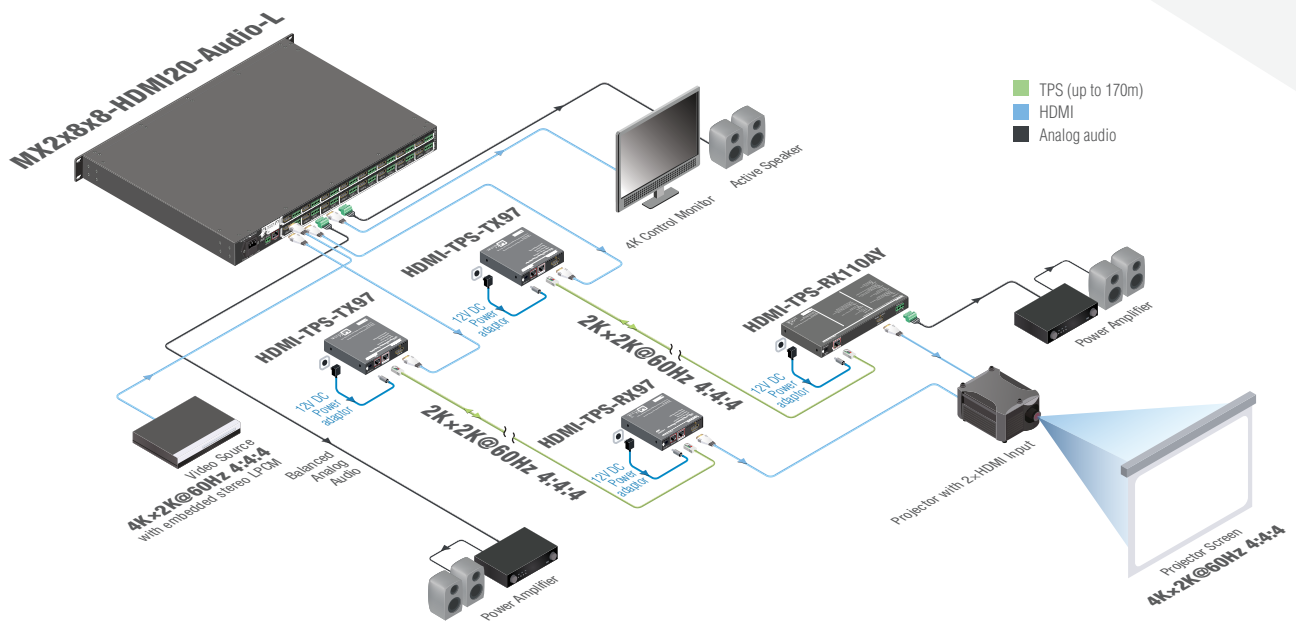 MX2x8x8-HDMI20-Audio-L
TPS (up to 170m)
HDMI
Analog audio
4K Control Monitor
Active Speaker
HDMI-TPS-TX97
12V DC
Power
adaptor
HDMI-TPS-TX97
12V DC
Power
adaptor
2K×2K@60Hz 4:4:4
HDMI-TPS-RX110AY
12V DC
Power
adaptor
Power Amplifier
2K×2K@60Hz 4:4:4
HDMI-TPS-RX97
12V DC
Power
adaptor
Video Source
4K×2K@60Hz 4:4:4
with embedded stereo LPCM
Balanced
Analog
Audio
Power Amplifier
Projector with 2×HDMI Input
Projector Screen
4K×2K@60Hz 4:4:4